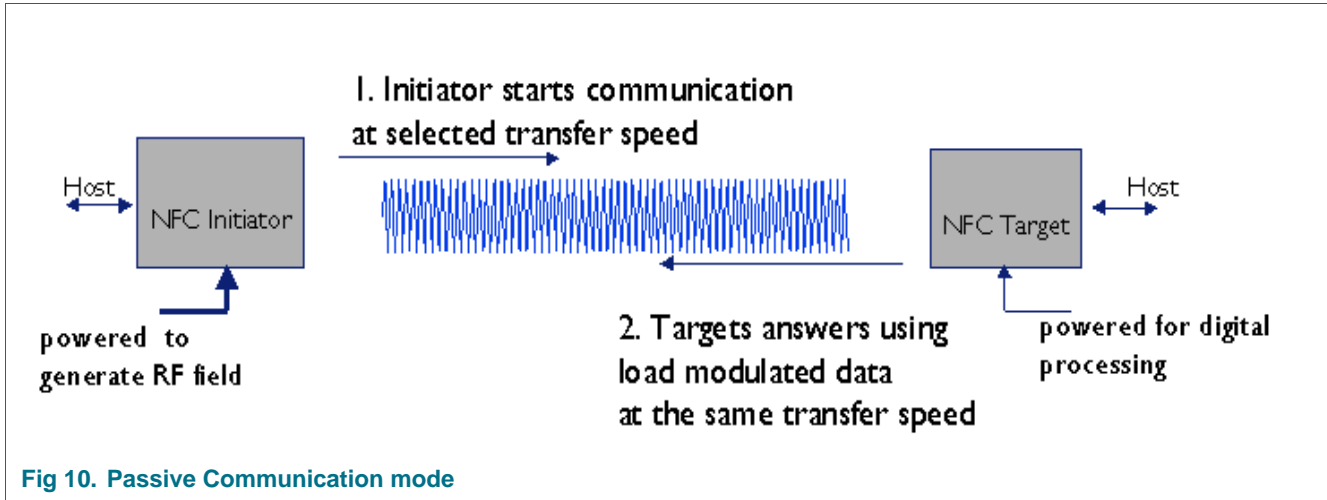 1. Initiator starts communication
at selected transfer speed
Host
NFC Initiator
Host
NFC Target
powered to
generate RF field
2. Targets answers using
load modulated data
at the same transfer speed
powered for digital
processing
Fig 10. Passive Communication mode